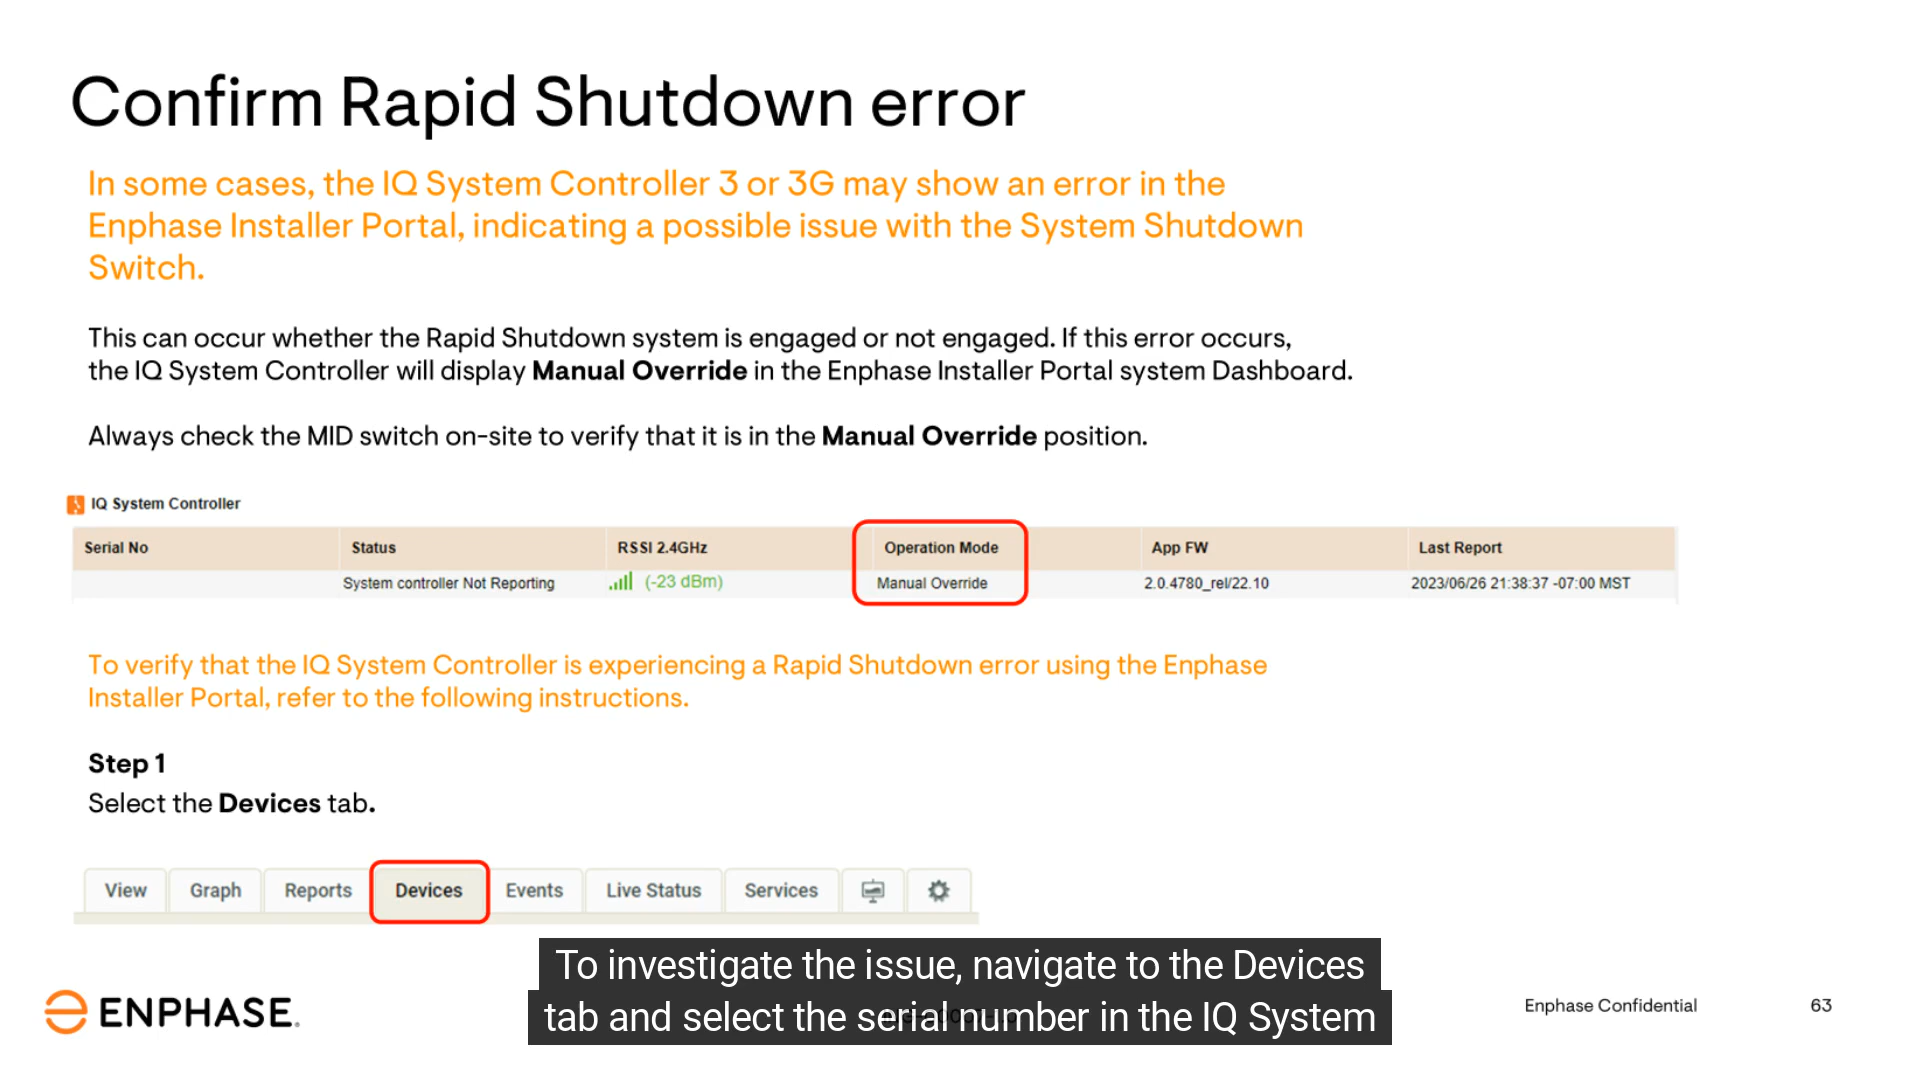 Confirm Rapid Shutdown error
In some cases, the IQ System Controller 3 or 3G may show an error in the
Enphase Installer Portal, indicating a possible issue with the System Shutdown
Switch.
This can occur whether the Rapid Shutdown system is engaged or not engaged. If this error occurs,
the IQ System Controller will display Manual Override in the Enphase Installer Portal system Dashboard.
Always check the MID switch on-site to verify that it is in the Manual Override position.
IQ System Controller
Serial No Status RSSI 2.4GHz Operation Mode App FW Last Report
System controller Not Reporting (-23 dBm) Manual Override 2.0.4780_rel/22.10 2023/06/26 21:38:37 -07:00 MST
To verify that the IQ System Controller is experiencing a Rapid Shutdown error using the Enphase
Installer Portal, refer to the following instructions.
Step 1
Select the Devices tab.
View Graph Reports Devices Events Live Status Services
To investigate the issue, navigate to the Devices
tab and select the serial number in the IQ System
ENPHASE.
Enphase Confidential 63